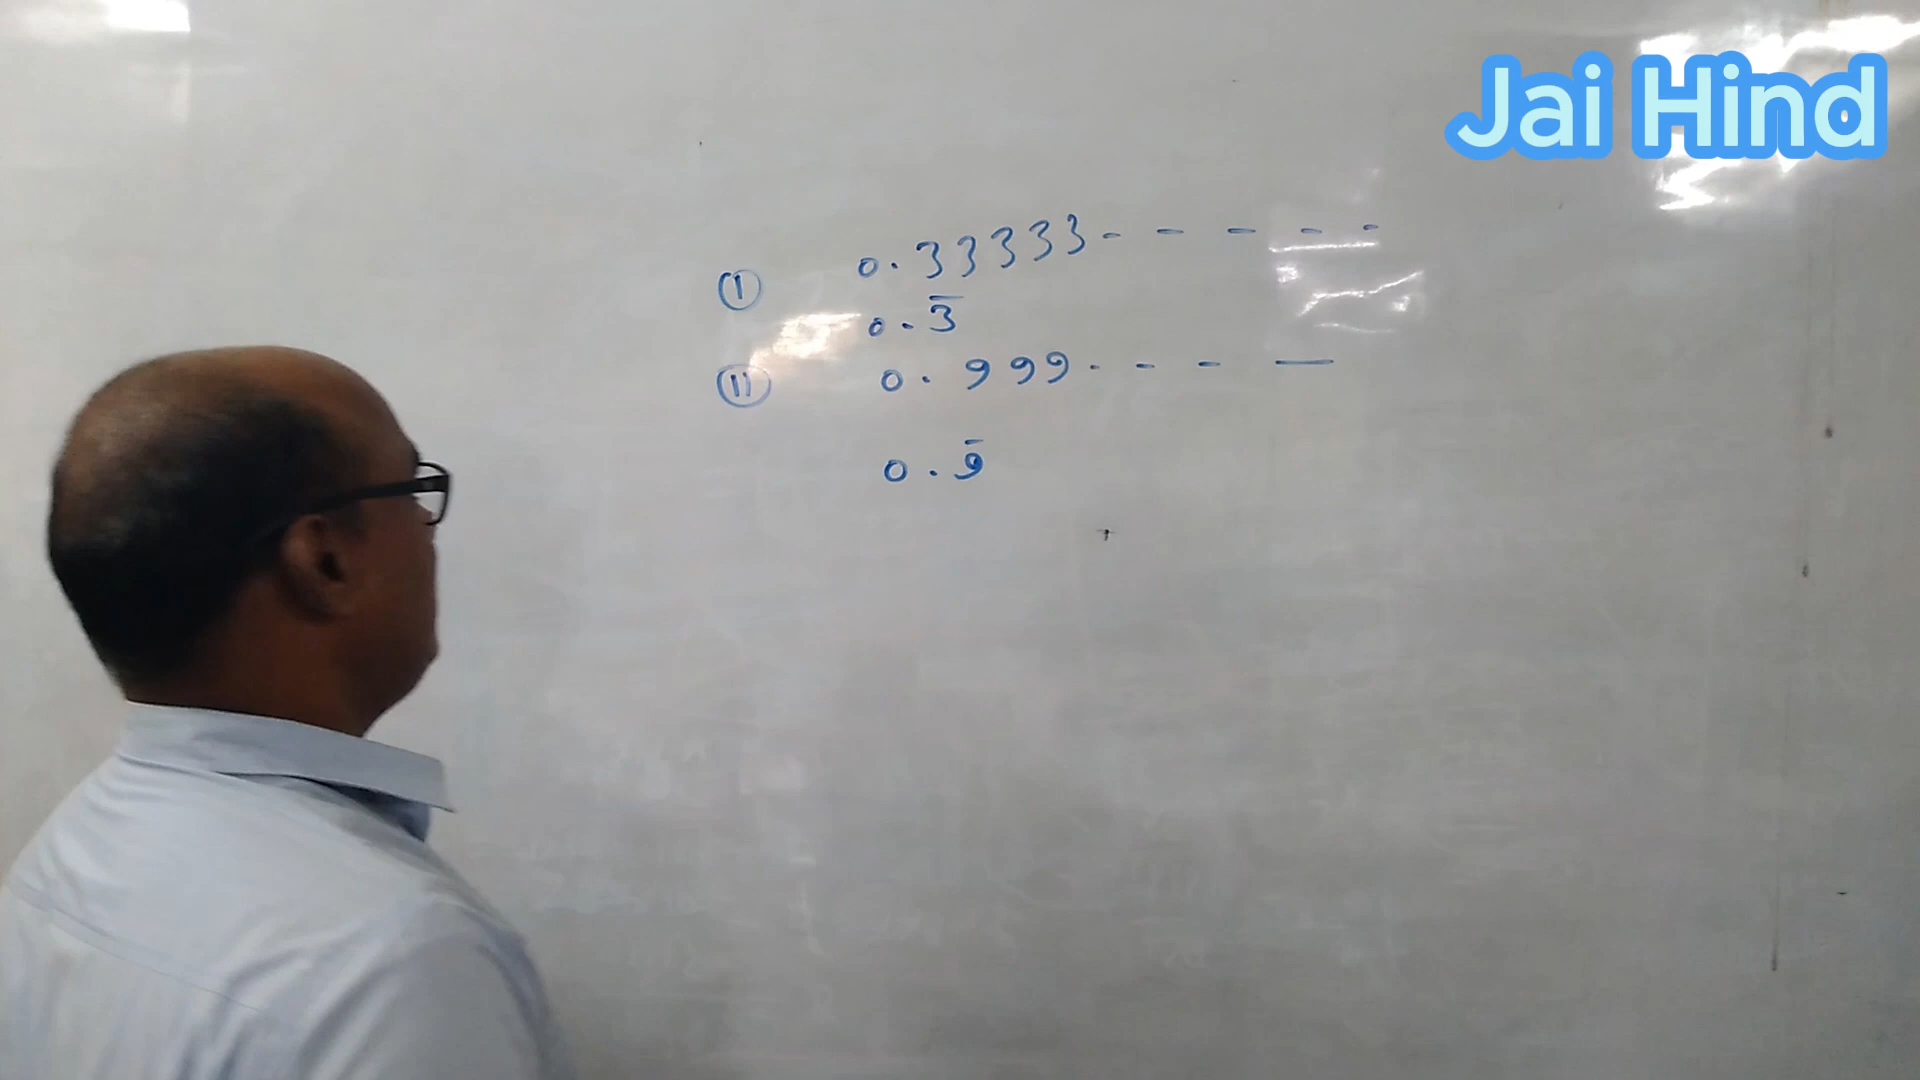 Jai Hind
(I) 0.33333- - - - - -
0.3̅
(II) 0.999- - - —
0.9̅